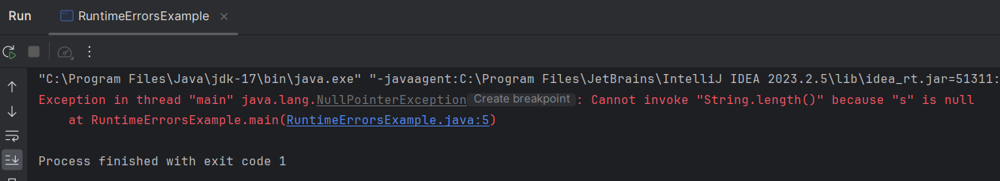 Run RuntimeErrorsExample
"C:\Program Files\Java\jdk-17\bin\java.exe" "-javaagent:C:\Program Files\JetBrains\IntelliJ IDEA 2023.2.5\lib\idea_rt.jar=51311:
Exception in thread "main" java.lang.NullPointerException Create breakpoint : Cannot invoke "String.length()" because "s" is null
at RuntimeErrorsExample.main(RuntimeErrorsExample.java:5)
Process finished with exit code 1